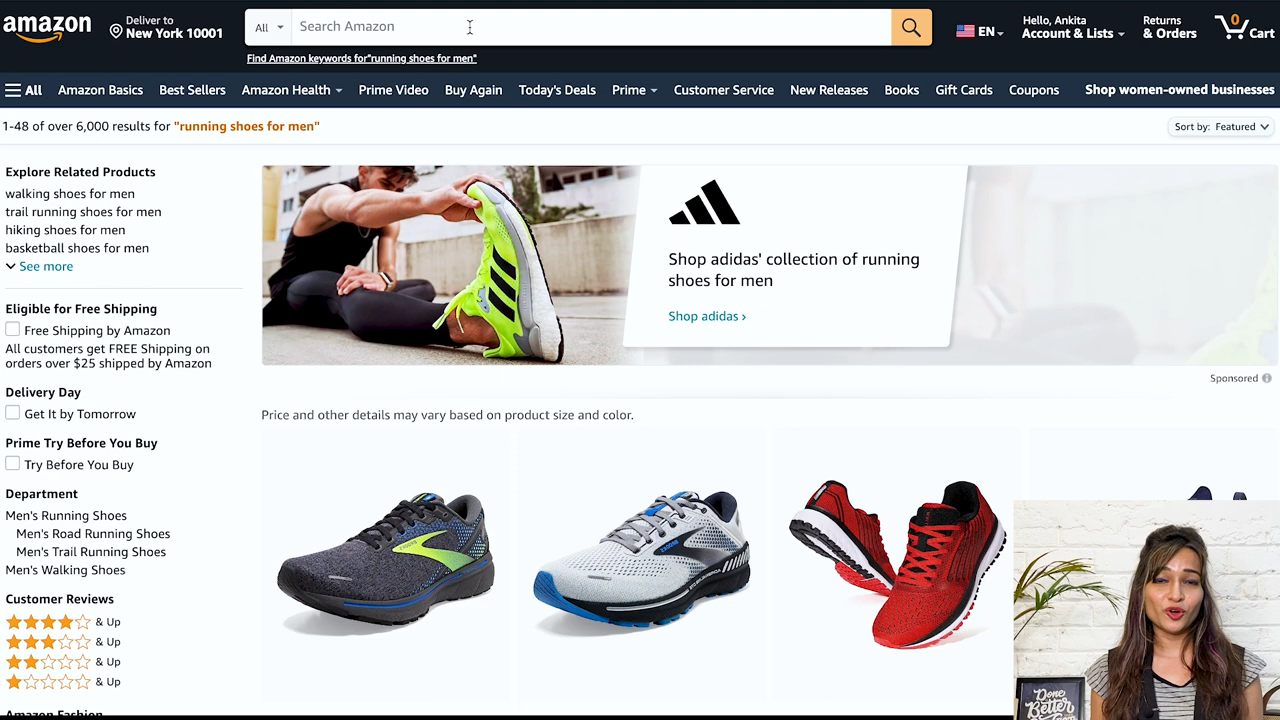 amazon
Deliver to
New York 10001
All
Search Amazon
EN
Hello, Ankita
Account & Lists
Returns
& Orders
0
Cart
Find Amazon keywords for"running shoes for men"
All
Amazon Basics
Best Sellers
Amazon Health
Prime Video
Buy Again
Today's Deals
Prime
Customer Service
New Releases
Books
Gift Cards
Coupons
Shop women-owned businesses
1-48 of over 6,000 results for "running shoes for men"
Sort by: Featured
Explore Related Products
walking shoes for men
trail running shoes for men
hiking shoes for men
basketball shoes for men
See more
Eligible for Free Shipping
Free Shipping by Amazon
All customers get FREE Shipping on
orders over $25 shipped by Amazon
Delivery Day
Get It by Tomorrow
Prime Try Before You Buy
Try Before You Buy
Department
Men's Running Shoes
Men's Road Running Shoes
Men's Trail Running Shoes
Men's Walking Shoes
Customer Reviews
& Up
& Up
& Up
& Up
Amazon Fashion
Shop adidas' collection of running
shoes for men
Shop adidas ›
Sponsored
Price and other details may vary based on product size and color.
Done
Better